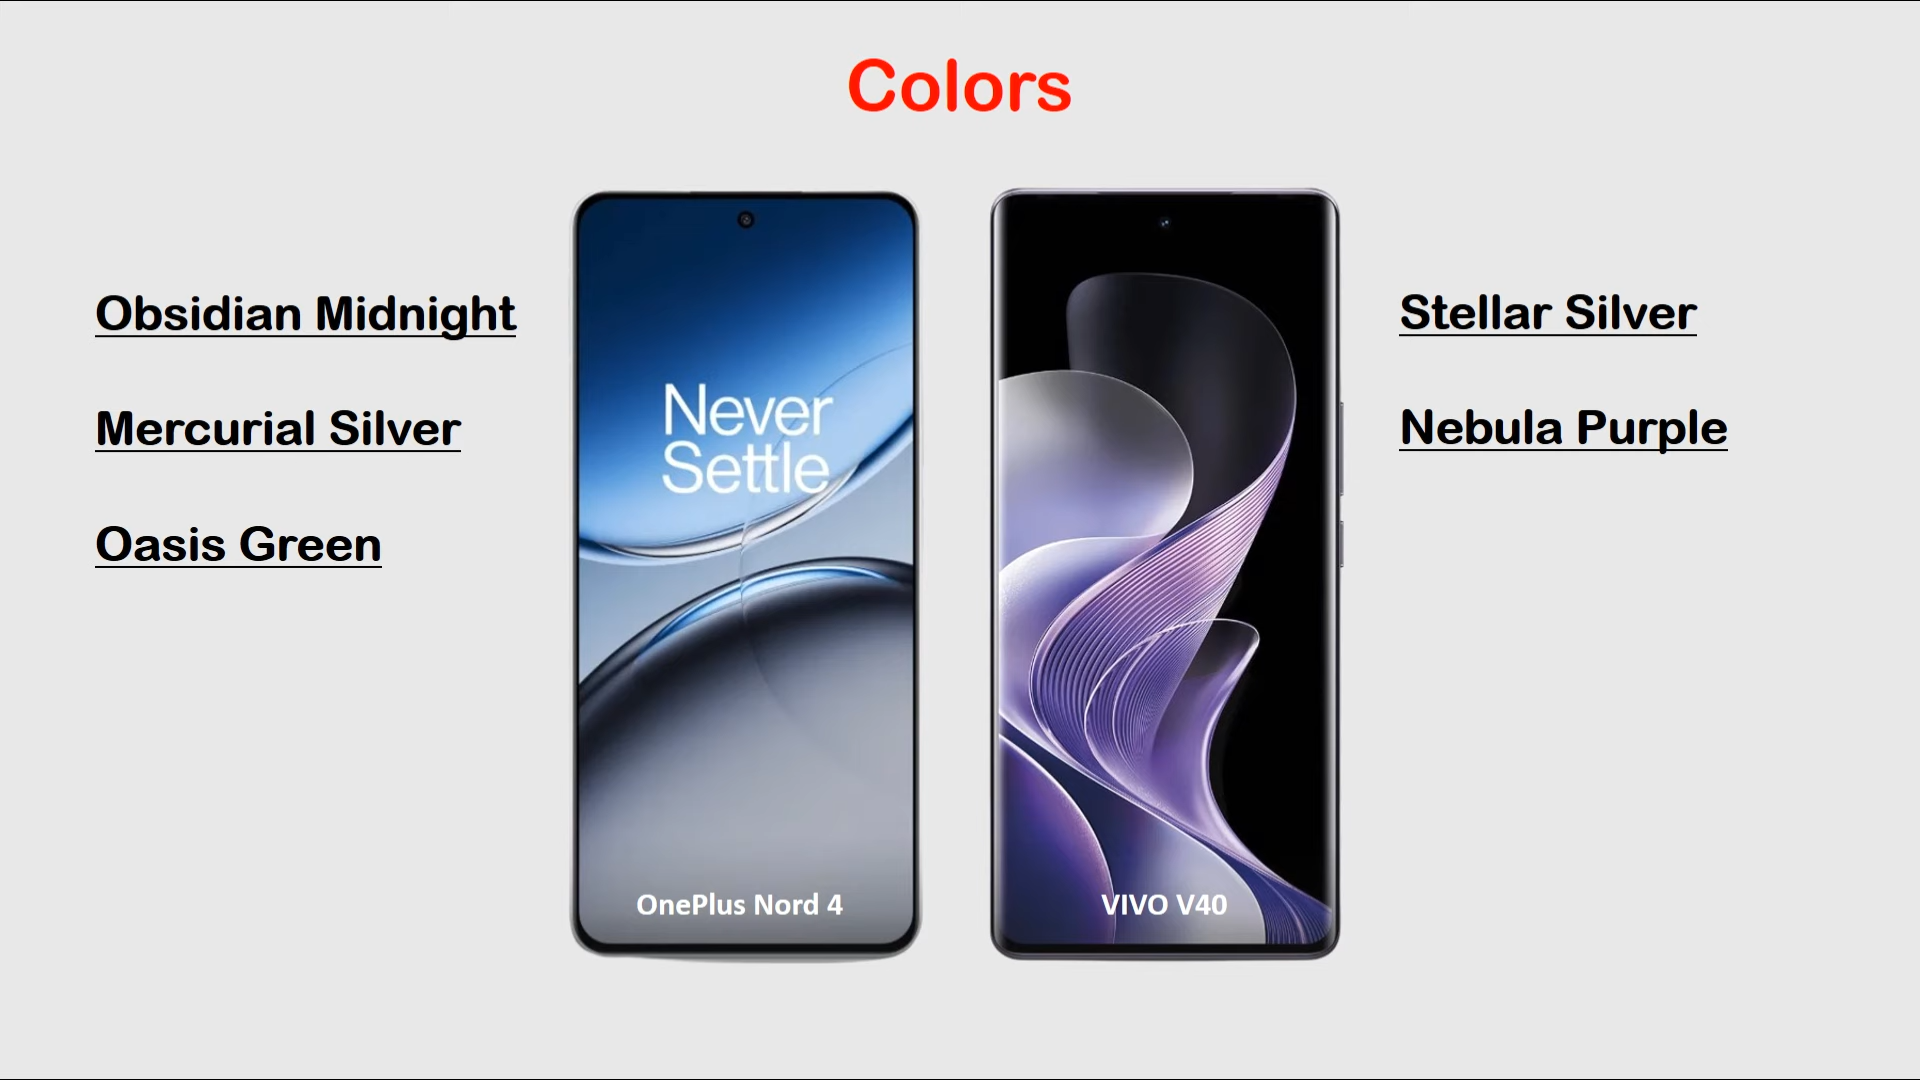 Colors
Obsidian Midnight
Mercurial Silver
Oasis Green
Never
Settle
OnePlus Nord 4
VIVO V40
Stellar Silver
Nebula Purple